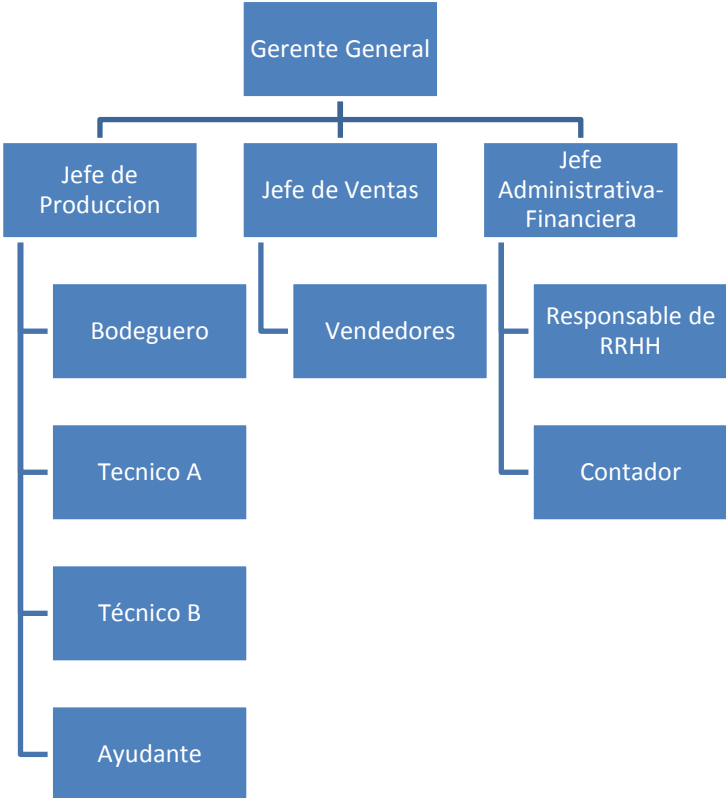 Gerente General
Jefe de
Produccion
Jefe de Ventas
Jefe
Administrativa-
Financiera
Bodeguero
Vendedores
Responsable de
RRHH
Tecnico A
Contador
Técnico B
Ayudante